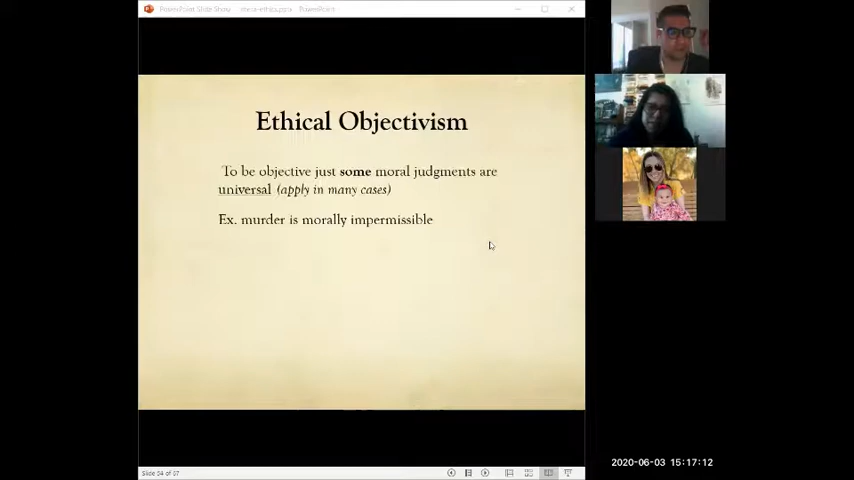 PowerPoint Slide Show meta-ethics.pptx PowerPoint
Ethical Objectivism
To be objective just some moral judgments are
universal (apply in many cases)
Ex. murder is morally impermissible
Slide 54 of 57
2020-06-03 15:17:12